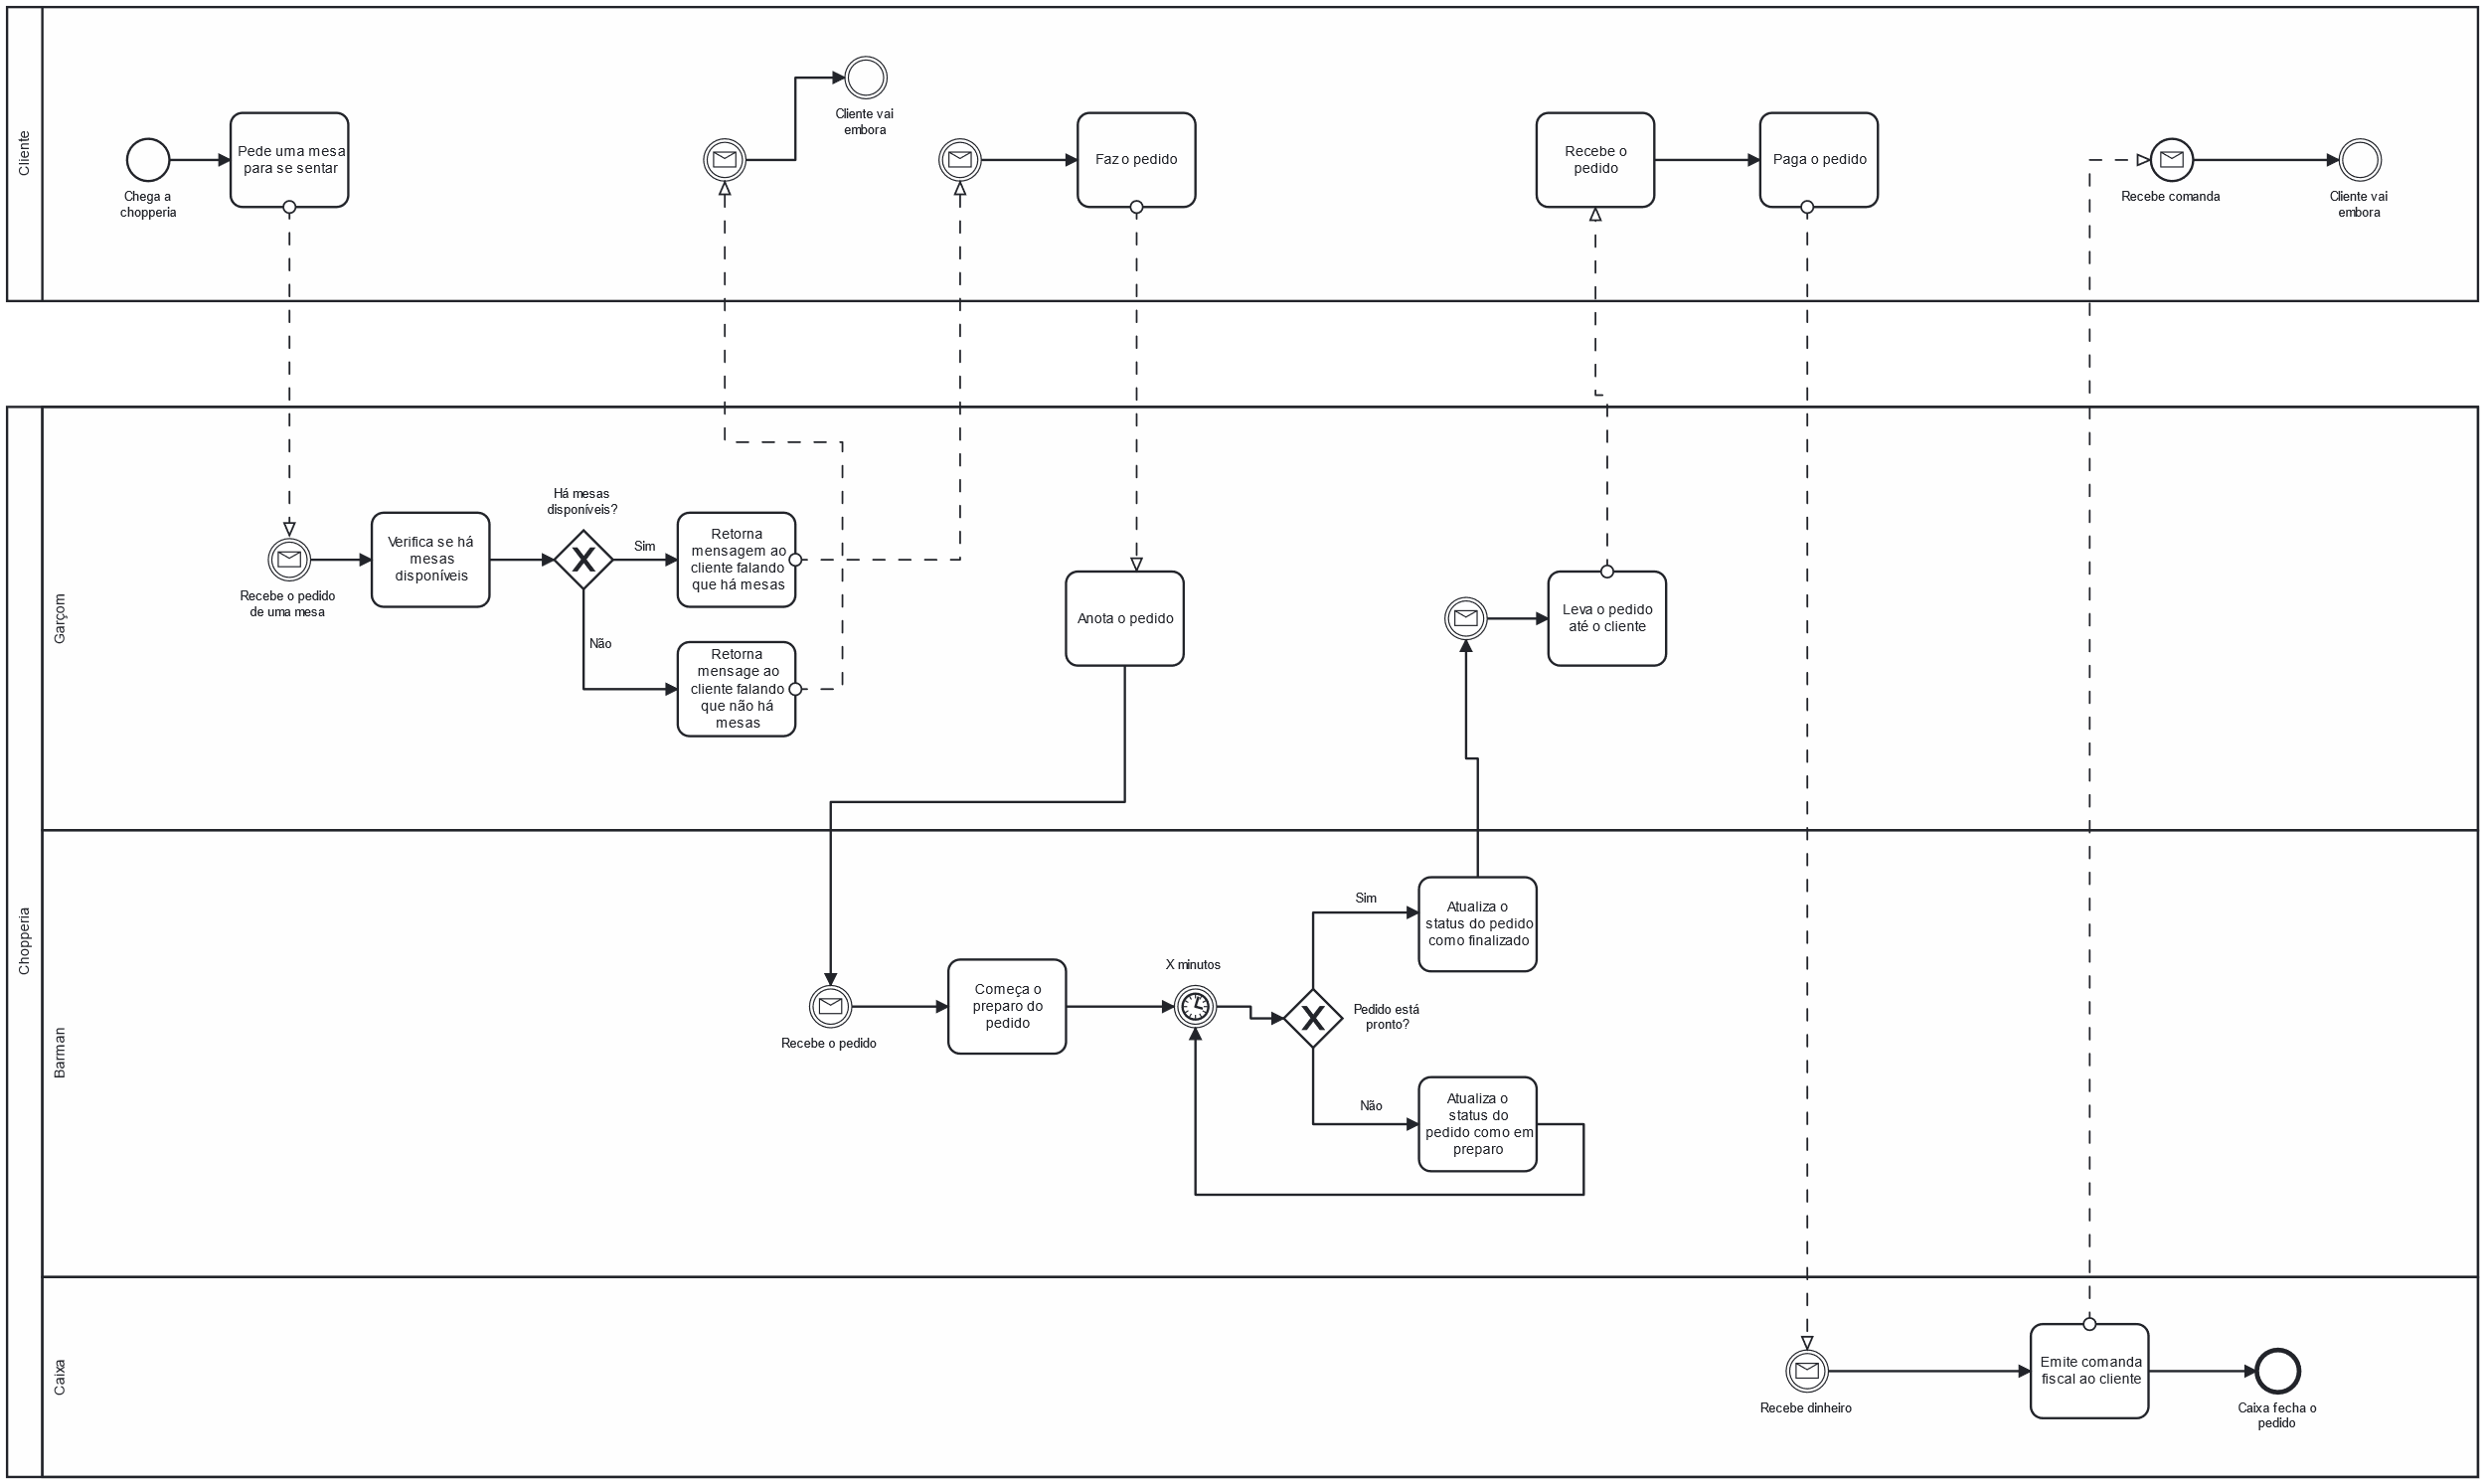 Cliente
Chega a
chopperia
Pede uma mesa
para se sentar
Cliente vai
embora
Faz o pedido
Recebe o
pedido
Paga o pedido
Recebe comanda
Cliente vai
embora
Chopperia
Garçom
Recebe o pedido
de uma mesa
Verifica se há
mesas
disponíveis
Há mesas
disponíveis?
Sim
Não
Retorna
mensagem ao
cliente falando
que há mesas
Retorna
mensage ao
cliente falando
que não há
mesas
Anota o pedido
Leva o pedido
até o cliente
Barman
Recebe o pedido
Começa o
preparo do
pedido
X minutos
Pedido está
pronto?
Sim
Não
Atualiza o
status do pedido
como finalizado
Atualiza o
status do
pedido como em
preparo
Caixa
Recebe dinheiro
Emite comanda
fiscal ao cliente
Caixa fecha o
pedido